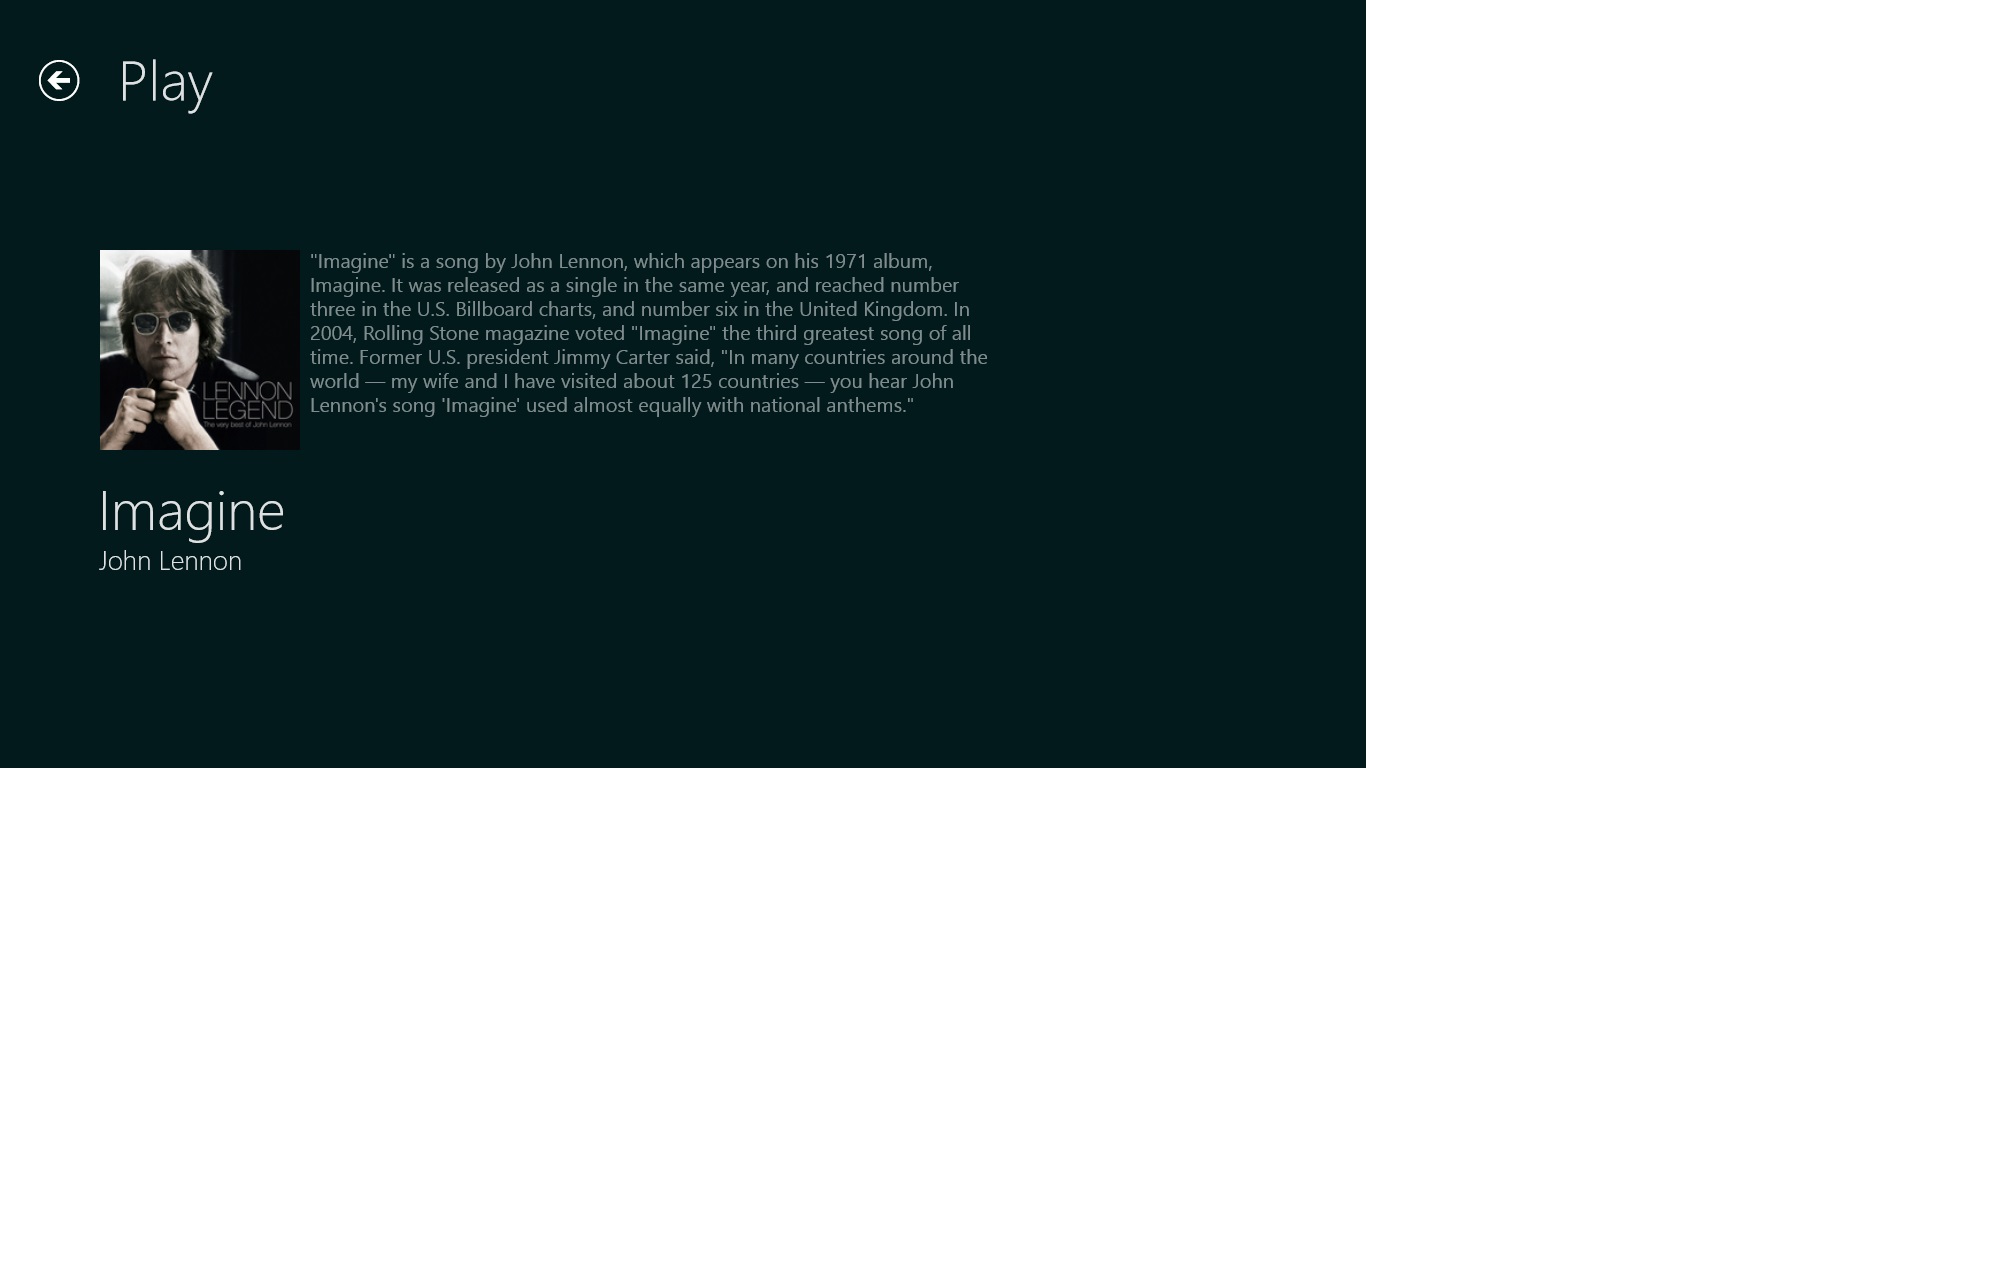 Play
"Imagine" is a song by John Lennon, which appears on his 1971 album,
Imagine. It was released as a single in the same year, and reached number
three in the U.S. Billboard charts, and number six in the United Kingdom. In
2004, Rolling Stone magazine voted "Imagine" the third greatest song of all
time. Former U.S. president Jimmy Carter said, "In many countries around the
world — my wife and I have visited about 125 countries — you hear John
Lennon's song 'Imagine' used almost equally with national anthems."
LENNON
LEGEND
The very best of John Lennon
Imagine
John Lennon